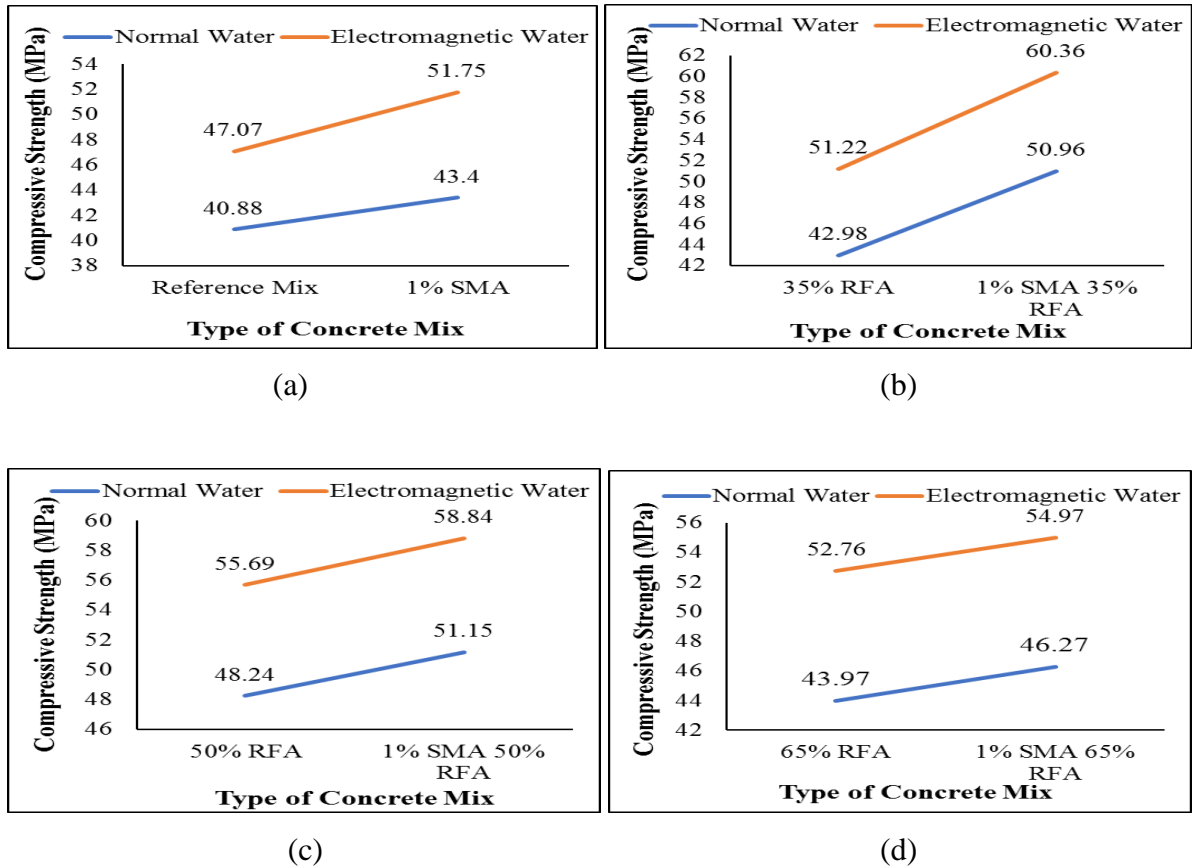 Normal Water Electromagnetic Water
Compressive Strength (MPa)
54
52
50
48
46
44
42
40
38
51.75
47.07
43.4
40.88
Reference Mix 1% SMA
Type of Concrete Mix
(a)
Normal Water Electromagnetic Water
Compressive Strength (MPa)
62
60
58
56
54
52
50
48
46
44
42
60.36
51.22
50.96
42.98
35% RFA 1% SMA 35%
RFA
Type of Concrete Mix
(b)
Normal Water Electromagnetic Water
Compressive Strength (MPa)
60
58
56
54
52
50
48
46
58.84
55.69
51.15
48.24
50% RFA 1% SMA 50%
RFA
Type of Concrete Mix
(c)
Normal Water Electromagnetic Water
Compressive Strength (MPa)
56
54
52
50
48
46
44
42
54.97
52.76
46.27
43.97
65% RFA 1% SMA 65%
RFA
Type of Concrete Mix
(d)